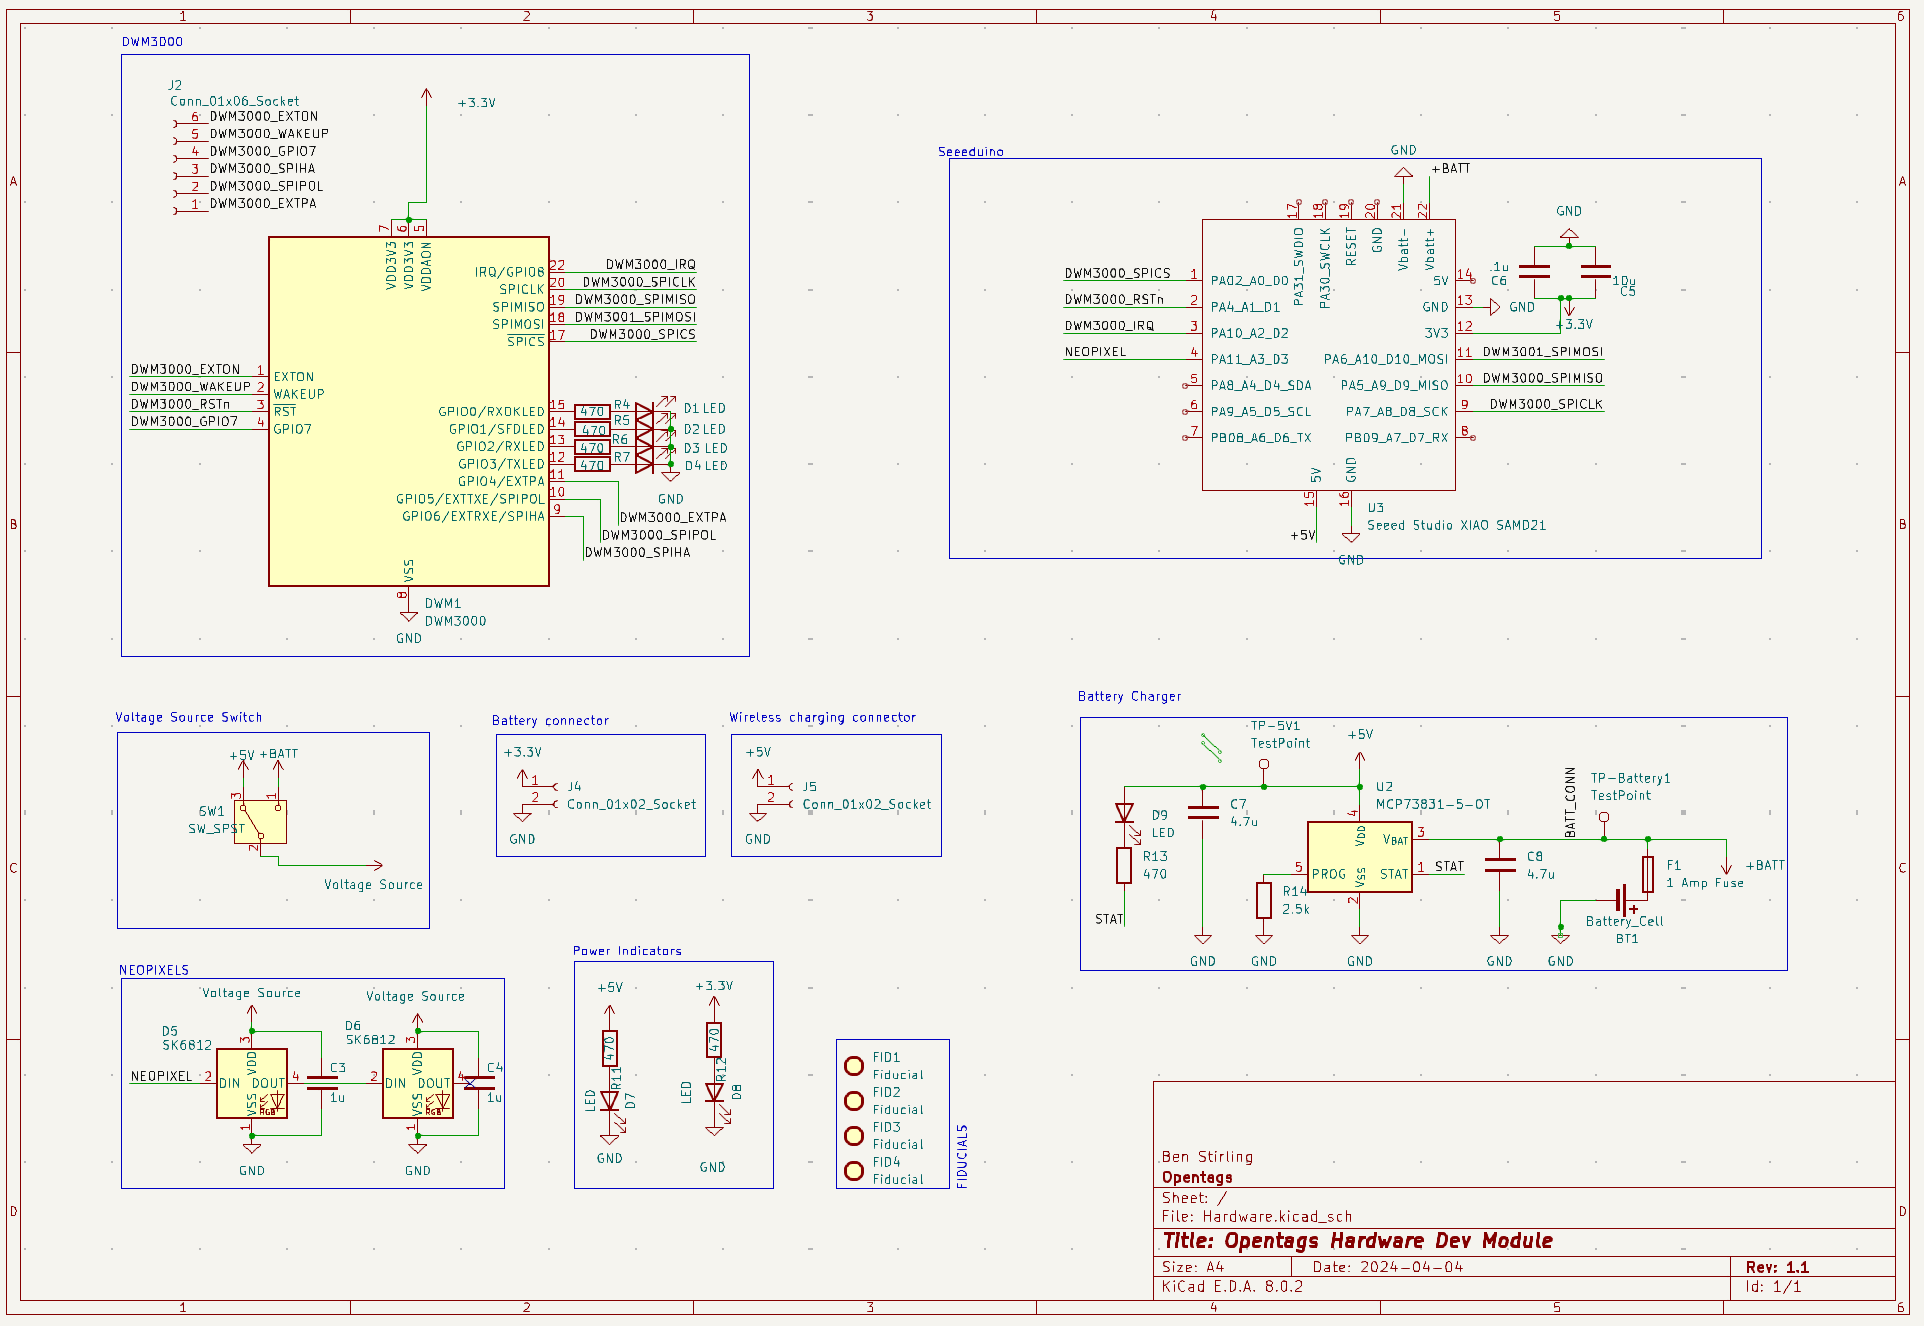 1 2 3 4 5 6
A
B
C
D
A
B
C
D
1 2 3 4 5 6
DWM3000
J2
Conn_01x06_Socket
6 DWM3000_EXTON
5 DWM3000_WAKEUP
4 DWM3000_GPIO7
3 DWM3000_SPIHA
2 DWM3000_SPIPOL
1 DWM3000_EXTPA
+3.3V
7 6 5
VDD3V3
VDD3V3
VDDAON
IRQ/GPIO8 22 DWM3000_IRQ
SPICLK 20 DWM3000_SPICLK
SPIMISO 19 DWM3000_SPIMISO
SPIMOSI 18 DWM3001_SPIMOSI
SPICS 17 DWM3000_SPICS
DWM3000_EXTON 1 EXTON
DWM3000_WAKEUP 2 WAKEUP
DWM3000_RSTn 3 RST
DWM3000_GPIO7 4 GPIO7
GPIO0/RXOKLED 15 470 R4 D1 LED
GPIO1/SFDLED 14 470 R5 D2 LED
GPIO2/RXLED 13 470 R6 D3 LED
GPIO3/TXLED 12 470 R7 D4 LED
GPIO4/EXTPA 11
GPIO5/EXTTXE/SPIPOL 10
GPIO6/EXTRXE/SPIHA 9
GND
DWM3000_EXTPA
DWM3000_SPIPOL
DWM3000_SPIHA
VSS
8
DWM1
DWM3000
GND
Seeeduino
GND
+BATT
17 18 19 20 21 22
PA31_SWDIO
PA30_SWCLK
RESET
GND
Vbatt-
Vbatt+
DWM3000_SPICS 1 PA02_A0_D0
DWM3000_RSTn 2 PA4_A1_D1
DWM3000_IRQ 3 PA10_A2_D2
NEOPIXEL 4 PA11_A3_D3
5 PA8_A4_D4_SDA
6 PA9_A5_D5_SCL
7 PB08_A6_D6_TX
5V 14
GND 13 GND
3V3 12
PA6_A10_D10_MOSI 11 DWM3001_SPIMOSI
PA5_A9_D9_MISO 10 DWM3000_SPIMISO
PA7_A8_D8_SCK 9 DWM3000_SPICLK
PB09_A7_D7_RX 8
5V
GND
15 16
+5V
GND
U3
Seeed Studio XIAO SAMD21
GND
.1u
C6
10u
C5
+3.3V
Voltage Source Switch
+5V +BATT
3 1
SW1
SW_SPST
2
Voltage Source
Battery connector
+3.3V
1 J4
2 Conn_01x02_Socket
GND
Wireless charging connector
+5V
1 J5
2 Conn_01x02_Socket
GND
Battery Charger
TP-5V1
TestPoint
+5V
U2
MCP73831-5-OT
D9
LED
R13
470
STAT
C7
4.7u
GND
5 PROG
R14
2.5k
GND
4
VDD
VBAT 3
STAT 1 STAT
Vss
2
GND
C8
4.7u
GND
BATT_CONN
TP-Battery1
TestPoint
F1
1 Amp Fuse
+BATT
+
Battery_Cell
BT1
GND
NEOPIXELS
Voltage Source
D5
SK6812
3
VDD
NEOPIXEL 2 DIN DOUT 4
VSS
RGB
1
GND
C3
1u
Voltage Source
D6
SK6812
3
VDD
2 DIN DOUT 4
VSS
RGB
1
GND
C4
1u
Power Indicators
+5V
470
R11
LED
D7
GND
+3.3V
470
R12
LED
D8
GND
FID1
Fiducial
FID2
Fiducial
FID3
Fiducial
FID4
Fiducial
FIDUCIALS
Ben Stirling
Opentags
Sheet: /
File: Hardware.kicad_sch
Title: Opentags Hardware Dev Module
Size: A4 Date: 2024-04-04 Rev: 1.1
KiCad E.D.A. 8.0.2 Id: 1/1